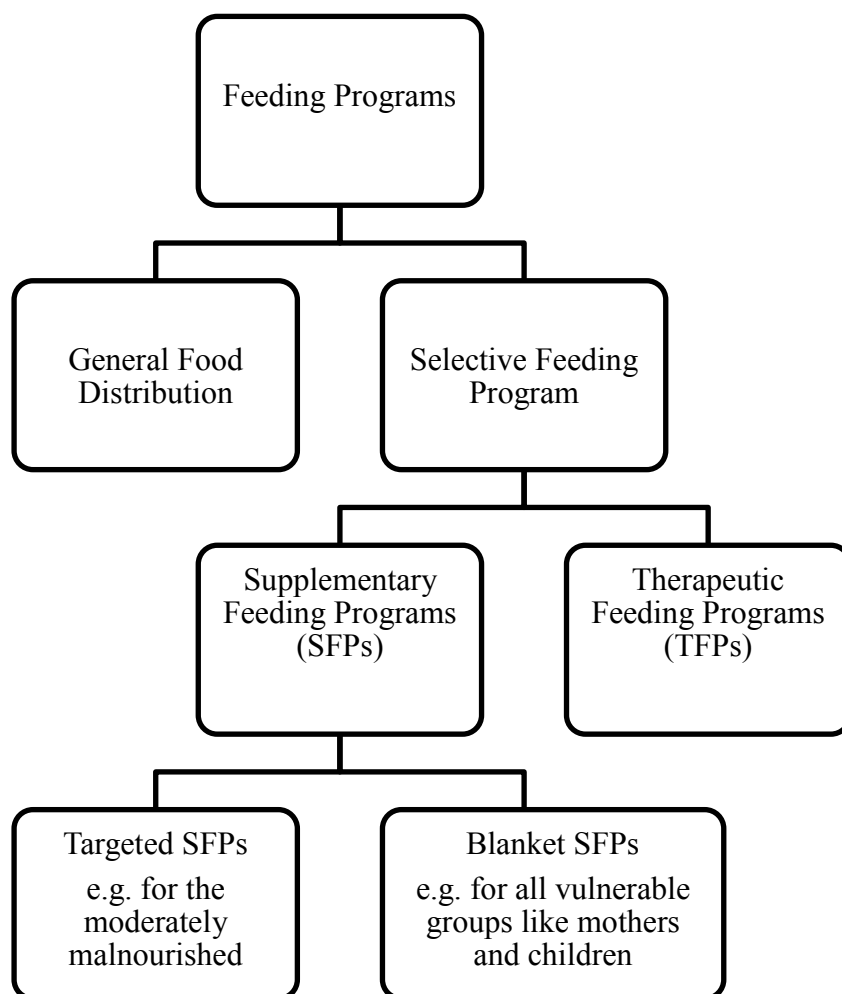 Feeding Programs
General Food
Distribution
Selective Feeding
Program
Supplementary
Feeding Programs
(SFPs)
Therapeutic
Feeding Programs
(TFPs)
Targeted SFPs
e.g. for the
moderately
malnourished
Blanket SFPs
e.g. for all vulnerable
groups like mothers
and children